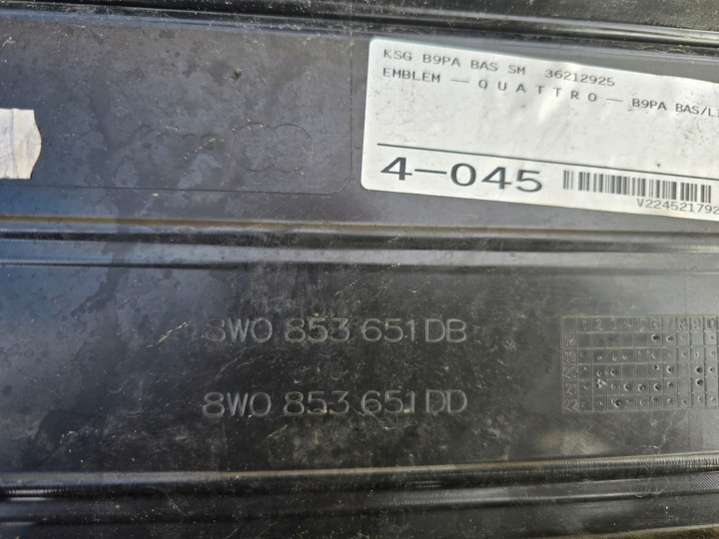 KSG B9PA BAS SM 36212925
EMBLEM — QUATTRO — B9PA BAS/L
4-045
V224521792
8W0 853 651 DB
8W0 853 651 DD